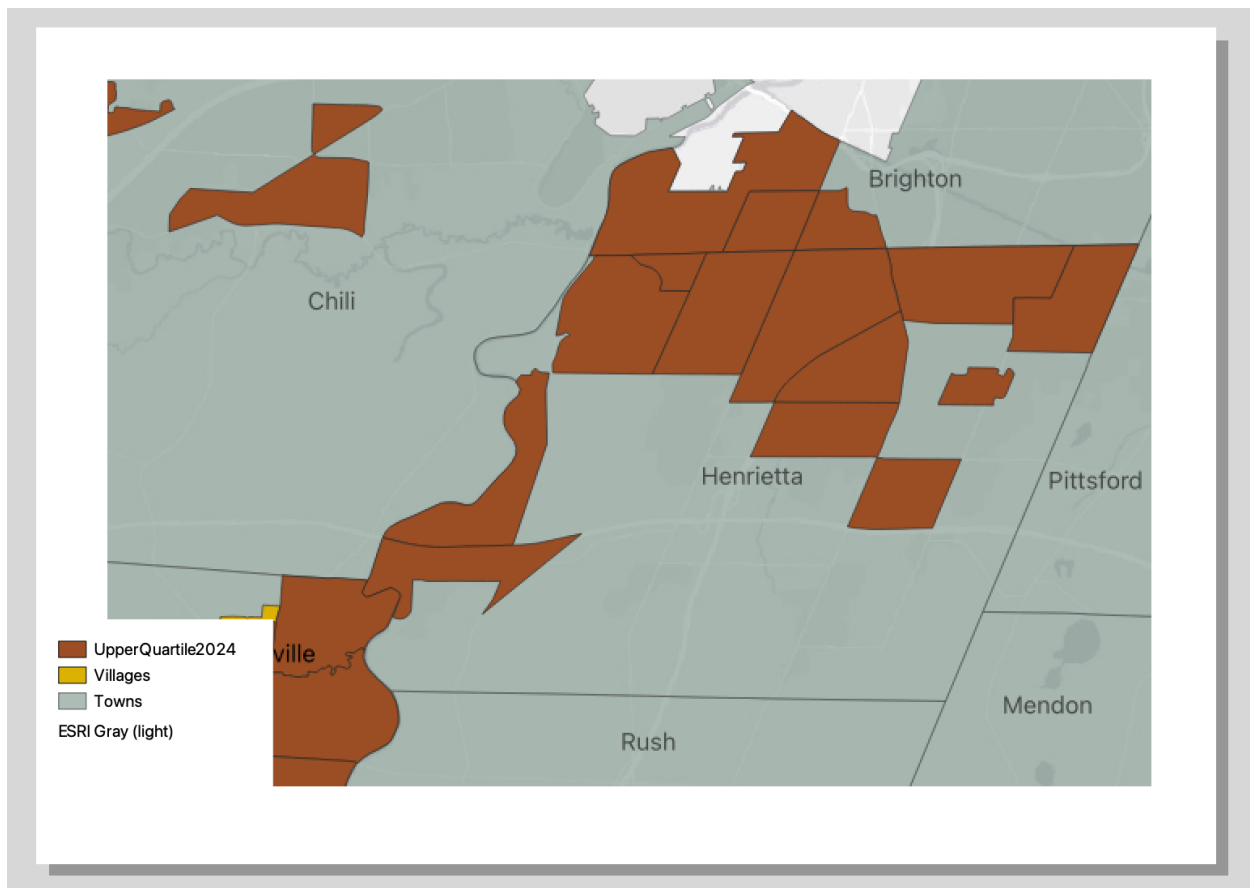 Brighton
Chili
Henrietta
Pittsford
UpperQuartile2024
ville
Villages
Towns
Mendon
ESRI Gray (light)
Rush